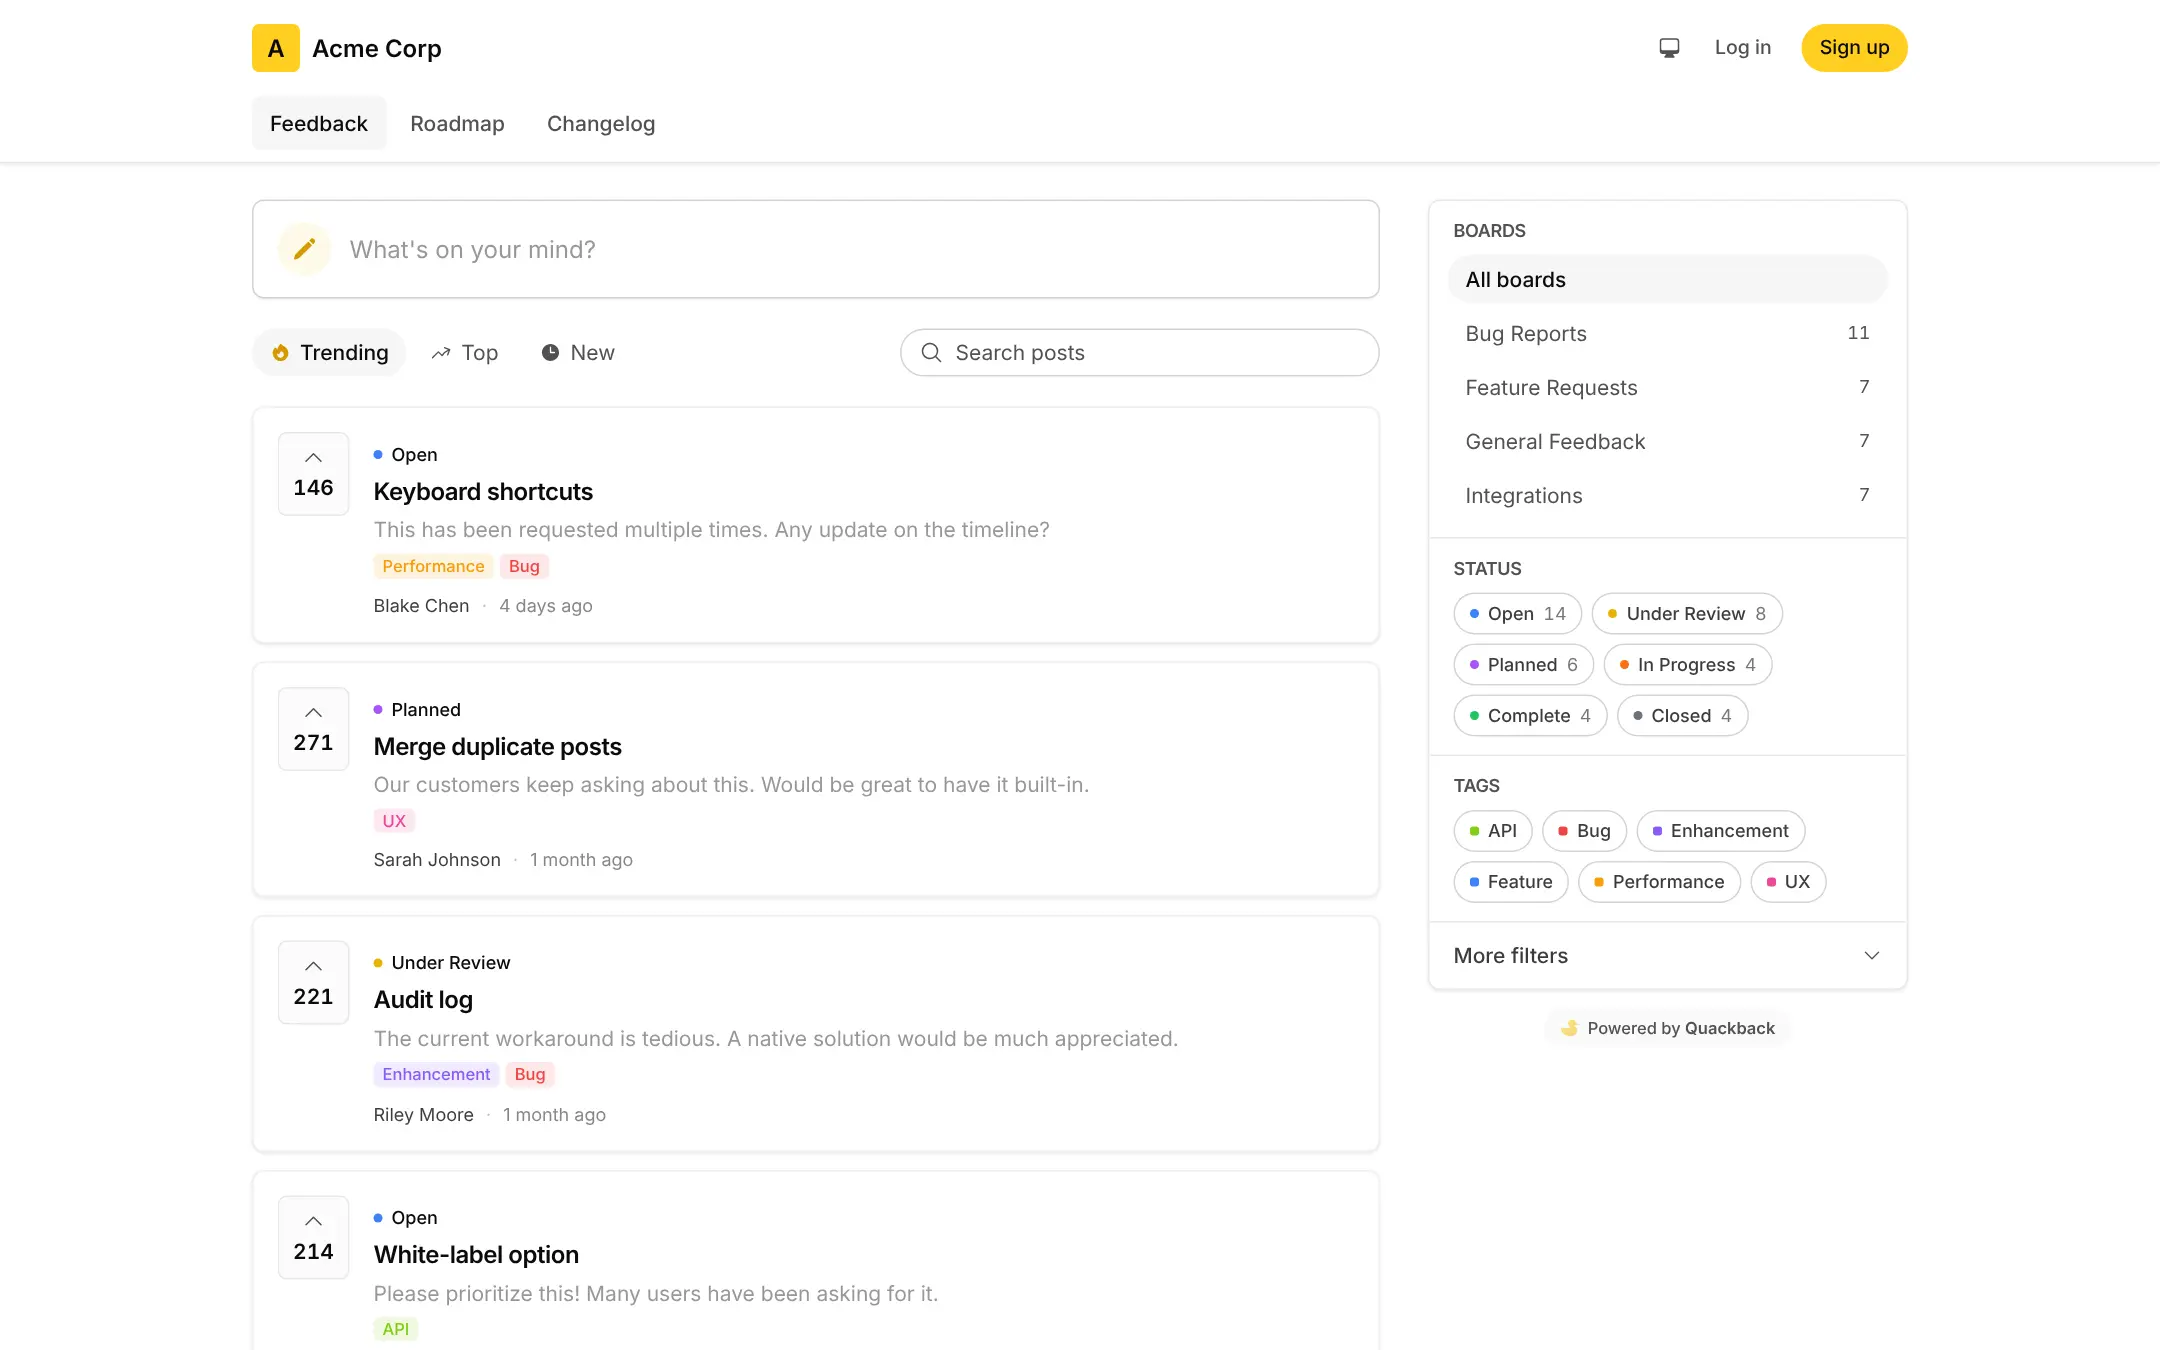 A Acme Corp
Log in
Sign up
Feedback Roadmap Changelog
What's on your mind?
Trending Top New
Search posts
146
Open
Keyboard shortcuts
This has been requested multiple times. Any update on the timeline?
Performance Bug
Blake Chen · 4 days ago
271
Planned
Merge duplicate posts
Our customers keep asking about this. Would be great to have it built-in.
UX
Sarah Johnson · 1 month ago
221
Under Review
Audit log
The current workaround is tedious. A native solution would be much appreciated.
Enhancement Bug
Riley Moore · 1 month ago
214
Open
White-label option
Please prioritize this! Many users have been asking for it.
API
BOARDS
All boards
Bug Reports 11
Feature Requests 7
General Feedback 7
Integrations 7
STATUS
Open 14 Under Review 8
Planned 6 In Progress 4
Complete 4 Closed 4
TAGS
API Bug Enhancement
Feature Performance UX
More filters
Powered by Quackback